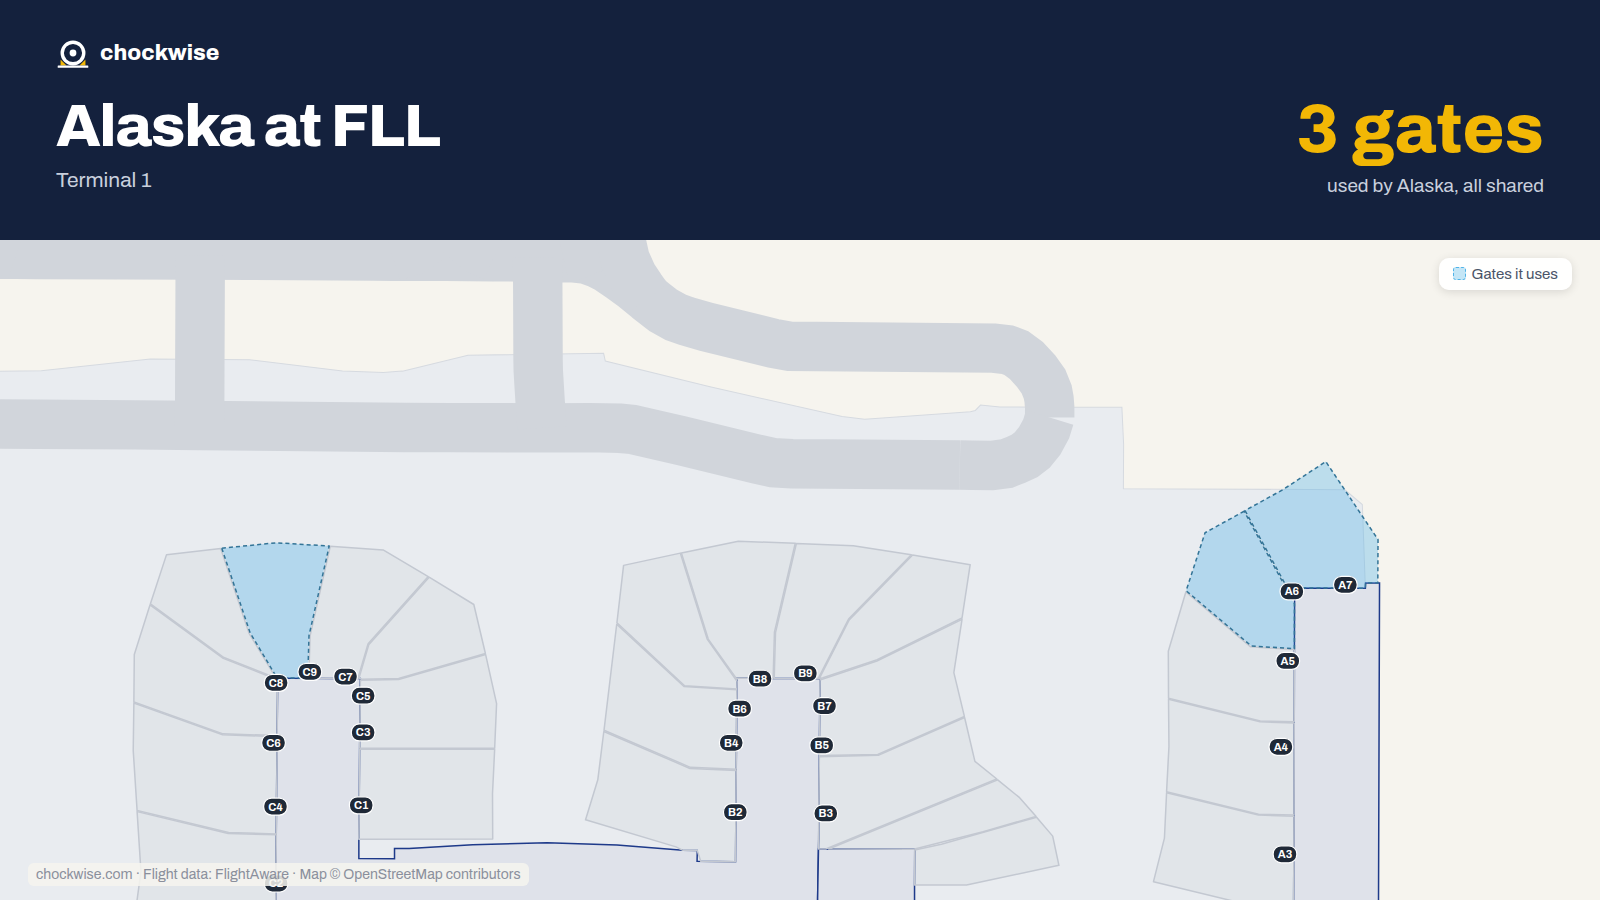 chockwise
Alaska at FLL
Terminal 1
3 gates
used by Alaska, all shared
Gates it uses
A6
A7
C9
C8
C7
A5
B8
B9
C5
B6
B7
C3
C6
B4
B5
A4
C4
C1
B2
B3
A3
chockwise.com · Flight data: FlightAware · Map © OpenStreetMap contributors